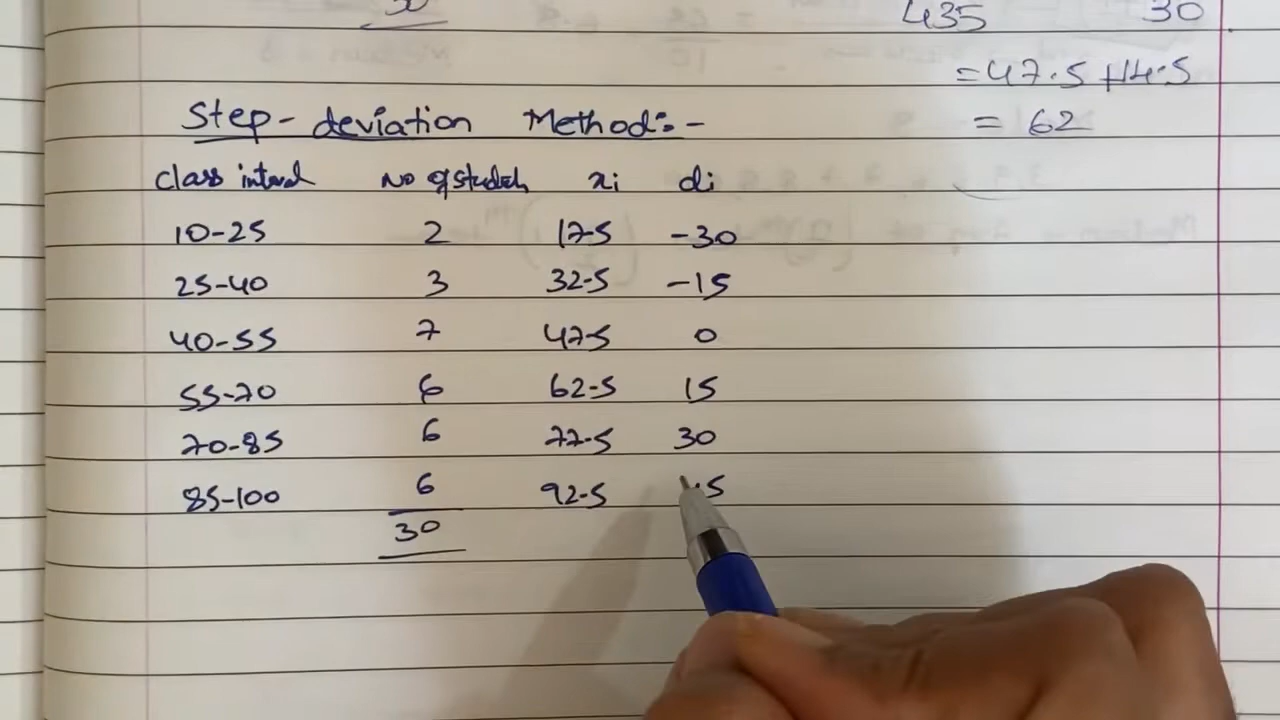 30
435 30
= 47.5 + 14.5
= 62
Step-deviation Method:-
class interval No of students xi di
10-25 2 17.5 -30
25-40 3 32.5 -15
40-55 7 47.5 0
55-70 6 62.5 15
70-85 6 77.5 30
85-100 6 92.5
30